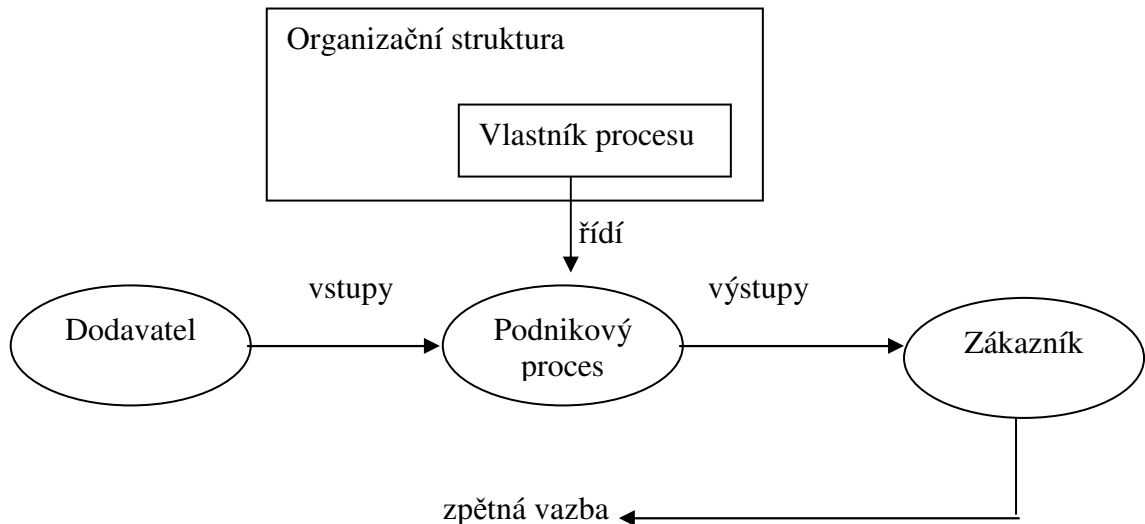 Organizační struktura
Vlastník procesu
řídí
vstupy
výstupy
Dodavatel
Podnikový
proces
Zákazník
zpětná vazba